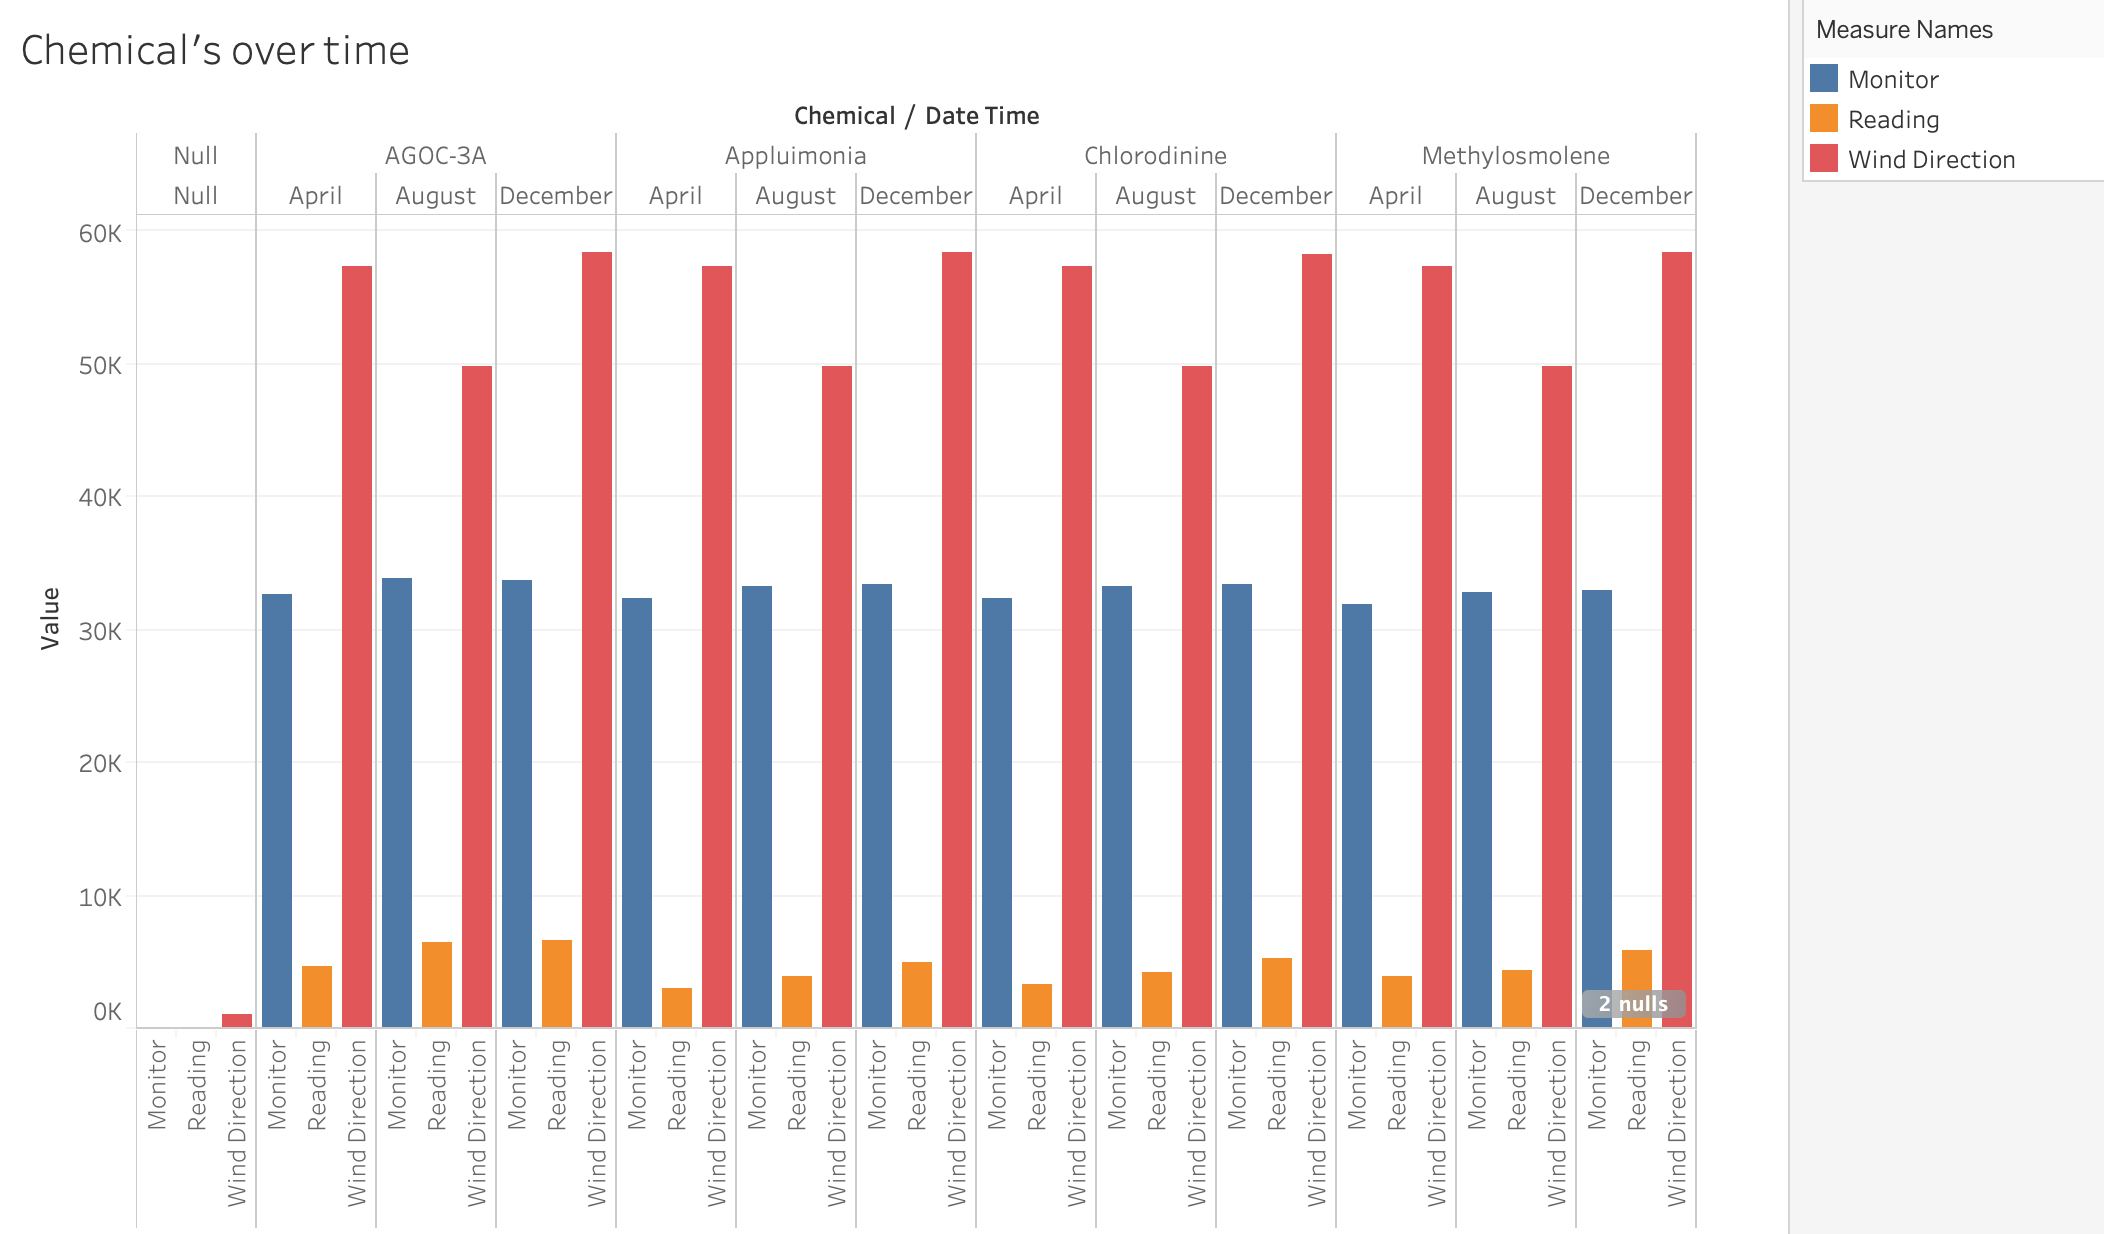 Chemical's over time
Chemical / Date Time
Null AGOC-3A Appluimonia Chlorodinine Methylosmolene
Null April August December April August December April August December April August December
60K
50K
40K
30K
20K
10K
0K
Value
2 nulls
Monitor Reading Wind Direction Monitor Reading Wind Direction Monitor Reading Wind Direction Monitor Reading Wind Direction Monitor Reading Wind Direction Monitor Reading Wind Direction Monitor Reading Wind Direction Monitor Reading Wind Direction Monitor Reading Wind Direction Monitor Reading Wind Direction Monitor Reading Wind Direction Monitor Reading Wind Direction Monitor Reading Wind Direction
Measure Names
Monitor
Reading
Wind Direction